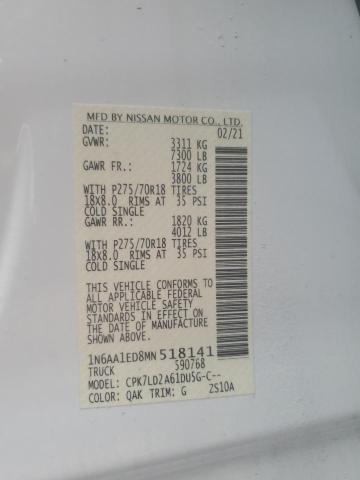 MFD BY NISSAN MOTOR CO., LTD.
DATE: 02/21
GVWR: 3311 KG
7300 LB
GAWR FR.: 1724 KG
3800 LB
WITH P275/70R18 TIRES
18X8.0 RIMS AT 35 PSI
COLD SINGLE
GAWR RR.: 1820 KG
4012 LB
WITH P275/70R18 TIRES
18X8.0 RIMS AT 35 PSI
COLD SINGLE
THIS VEHICLE CONFORMS TO
ALL APPLICABLE FEDERAL
MOTOR VEHICLE SAFETY
STANDARDS IN EFFECT ON
THE DATE OF MANUFACTURE
SHOWN ABOVE.
1N6AA1ED8MN518141
TRUCK 590768
MODEL: CPK7LD2A61DUSG-C--
COLOR: QAK TRIM: G 2S10A